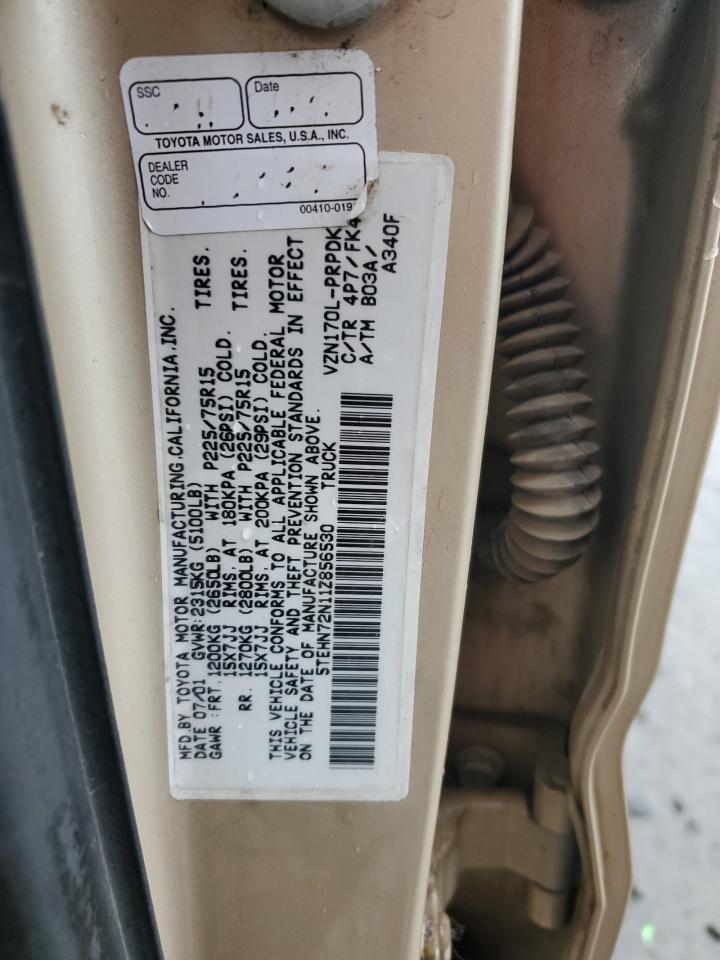 SSC
Date
TOYOTA MOTOR SALES, U.S.A., INC.
DEALER
CODE
NO.
00410-019
MFD.BY TOYOTA MOTOR MANUFACTURING,CALIFORNIA,INC.
DATE 07/01 GVWR:2315KG (5100LB)
GAWR :FRT.1200KG (2650LB) WITH P225/75R15 TIRES.
15X7JJ RIMS, AT 180KPA (26PSI) COLD.
RR. 1270KG (2800LB) WITH P225/75R15 TIRES.
15X7JJ RIMS, AT 200KPA (29PSI) COLD.
THIS VEHICLE CONFORMS TO ALL APPLICABLE FEDERAL MOTOR
VEHICLE SAFETY AND THEFT PREVENTION STANDARDS IN EFFECT
ON THE DATE OF MANUFACTURE SHOWN ABOVE.
5TEHN72N11Z856530 TRUCK
VZN170L-PRPDK
C/TR 4P7/FK4
A/TM B03A/
A340F